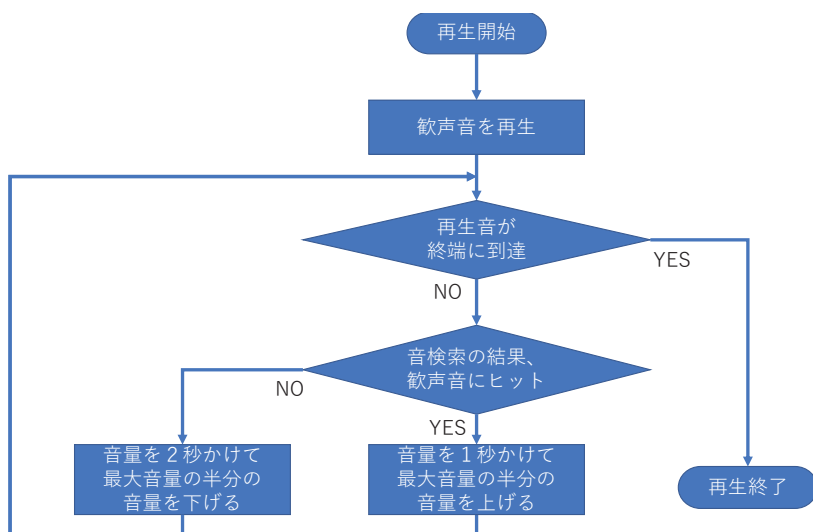 再生開始
歓声音を再生
再生音が
終端に到達
YES
NO
音検索の結果、
歓声音にヒット
NO
YES
音量を２秒かけて
最大音量の半分の
音量を下げる
音量を１秒かけて
最大音量の半分の
音量を上げる
再生終了